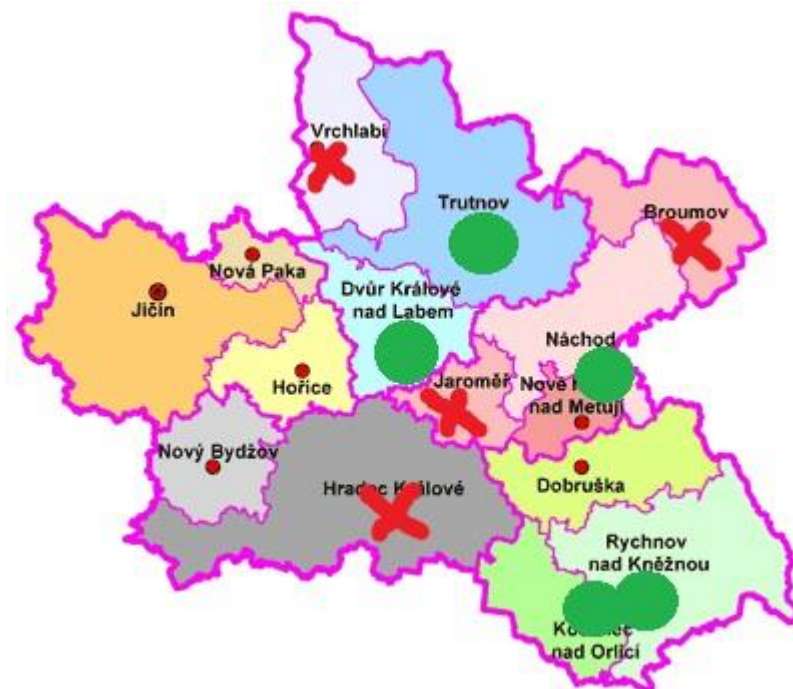 Vrchlabí
Trutnov
Broumov
Nová Paka
Dvůr Králové
nad Labem
Jičín
Náchod
Hořice
Jaroměř
Nové
nad Metují
Nový Bydžov
Dobruška
Hradec Králové
Rychnov
nad Kněžnou
nad Orlicí